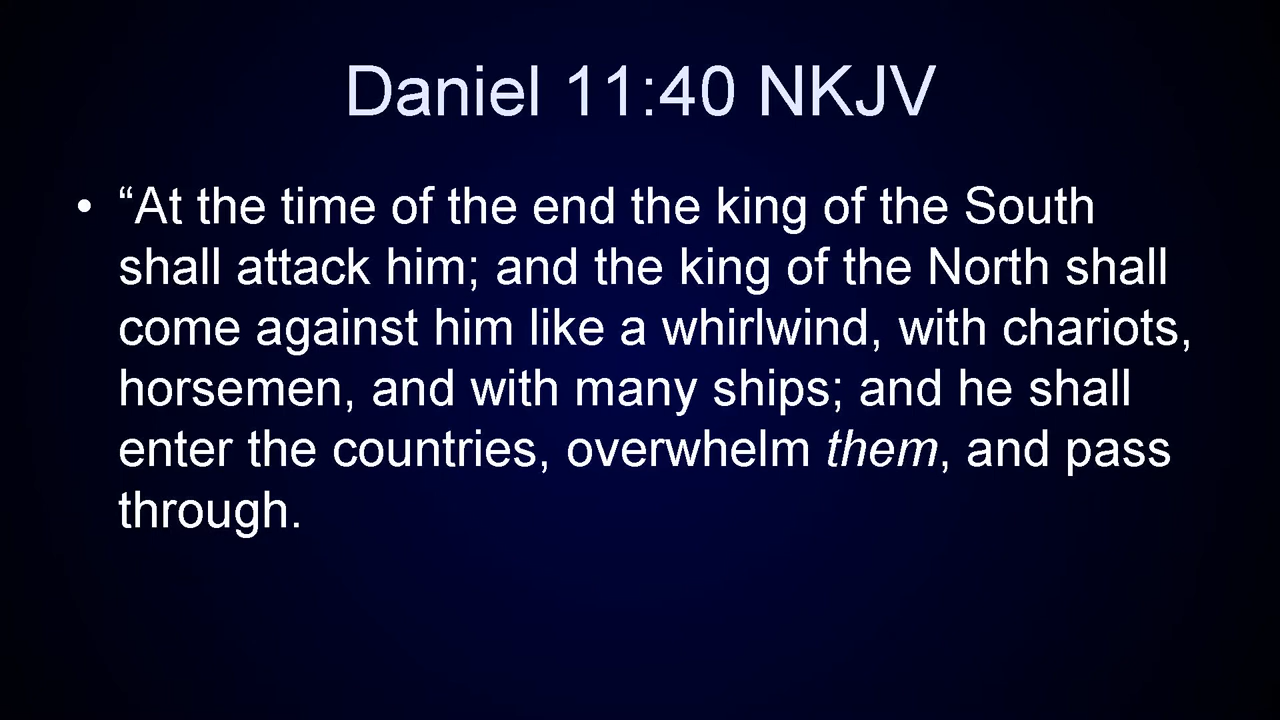 Daniel 11:40 NKJV
• “At the time of the end the king of the South
shall attack him; and the king of the North shall
come against him like a whirlwind, with chariots,
horsemen, and with many ships; and he shall
enter the countries, overwhelm them, and pass
through.